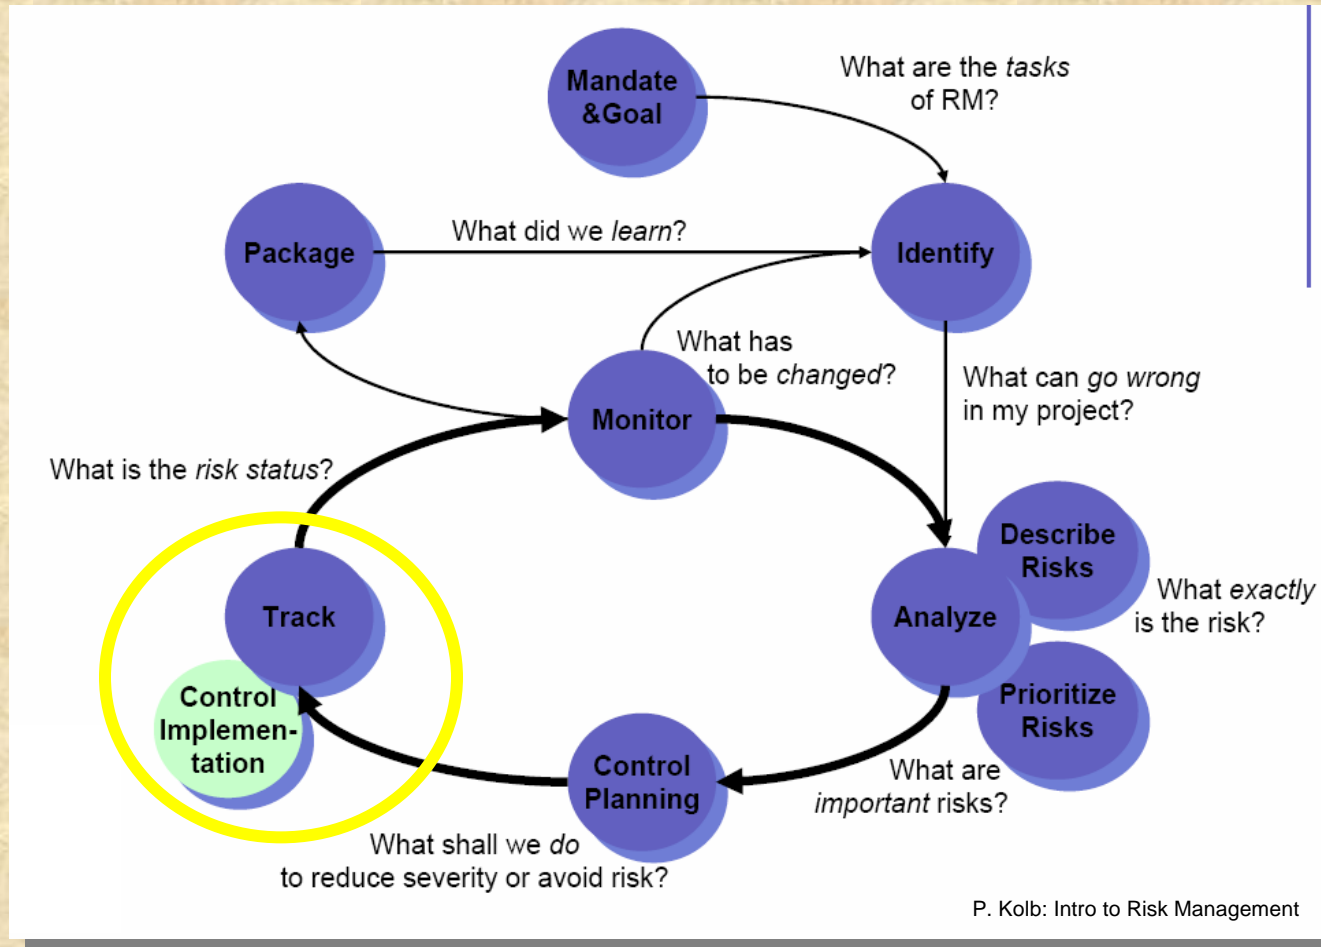 Mandate
&Goal
What are the tasks
of RM?
Package
What did we learn?
Identify
What has
to be changed?
What can go wrong
in my project?
Monitor
What is the risk status?
Describe
Risks
What exactly
is the risk?
Track
Analyze
Control
Implemen-
tation
Prioritize
Risks
Control
Planning
What are
important risks?
What shall we do
to reduce severity or avoid risk?
P. Kolb: Intro to Risk Management